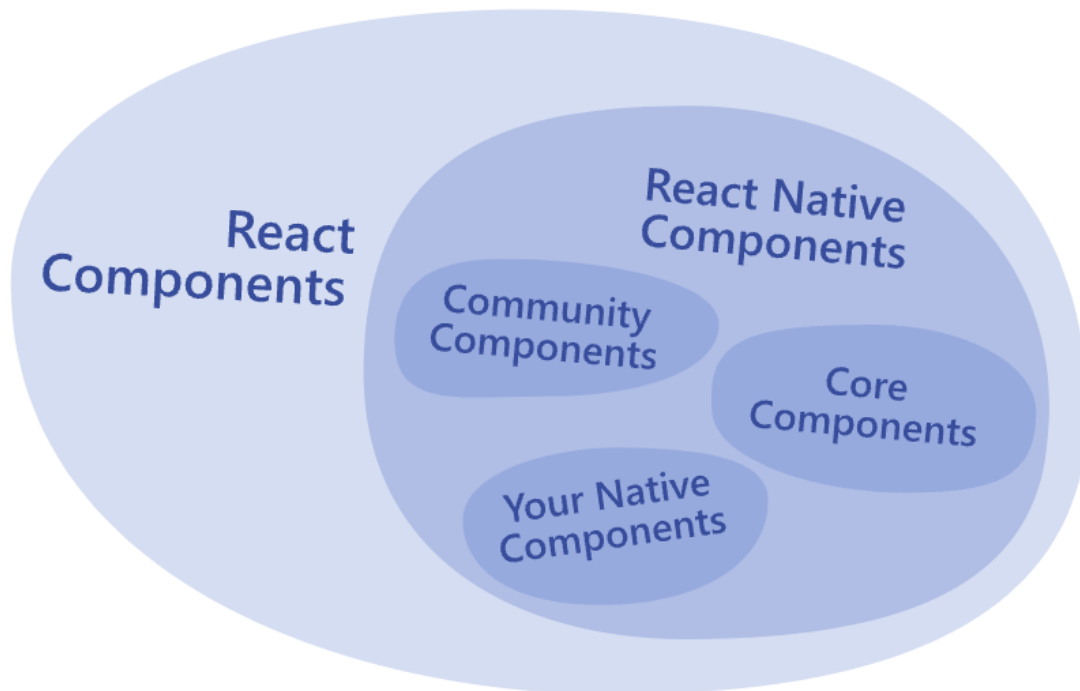 React
Components
React Native
Components
Community
Components
Core
Components
Your Native
Components